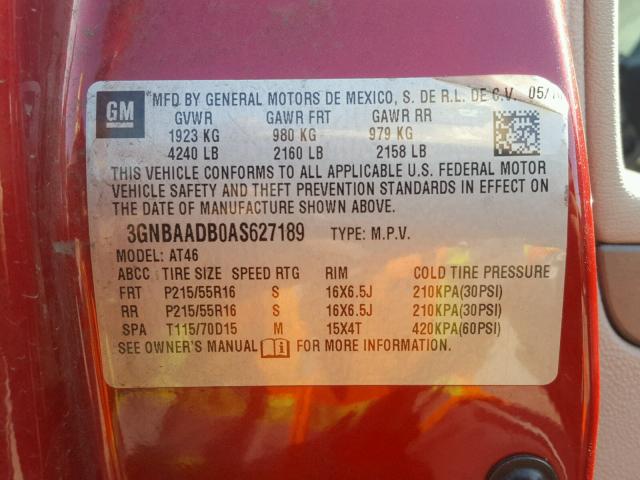 GM
MFD BY GENERAL MOTORS DE MEXICO, S. DE R.L. DE C.V. 05/
GVWR GAWR FRT GAWR RR
1923 KG 980 KG 979 KG
4240 LB 2160 LB 2158 LB
THIS VEHICLE CONFORMS TO ALL APPLICABLE U.S. FEDERAL MOTOR
VEHICLE SAFETY AND THEFT PREVENTION STANDARDS IN EFFECT ON
THE DATE OF MANUFACTURE SHOWN ABOVE.
3GNBAADB0AS627189 TYPE: M.P.V.
MODEL: AT46
ABCC TIRE SIZE SPEED RTG RIM COLD TIRE PRESSURE
FRT P215/55R16 S 16X6.5J 210KPA(30PSI)
RR P215/55R16 S 16X6.5J 210KPA(30PSI)
SPA T115/70D15 M 15X4T 420KPA(60PSI)
SEE OWNER'S MANUAL FOR MORE INFORMATION.